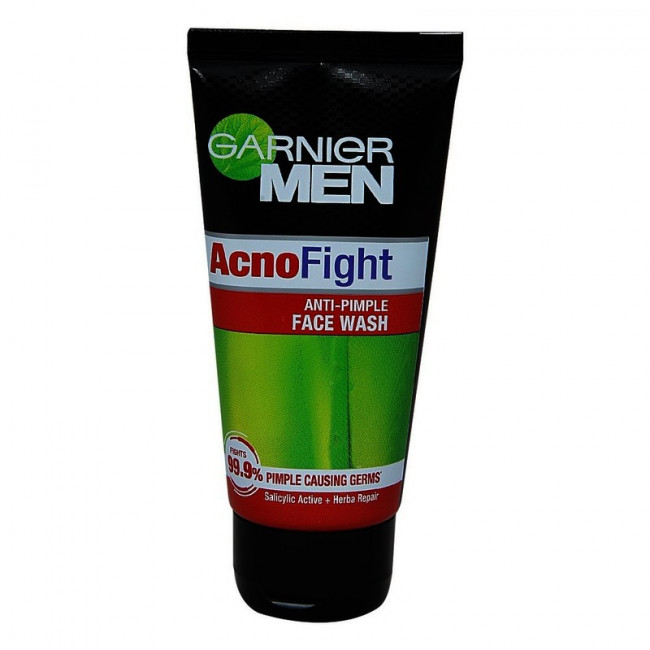 GARNIER
MEN
AcnoFight
ANTI-PIMPLE
FACE WASH
FIGHTS
99.9% PIMPLE CAUSING GERMS*
Salicylic Active + Herba Repair